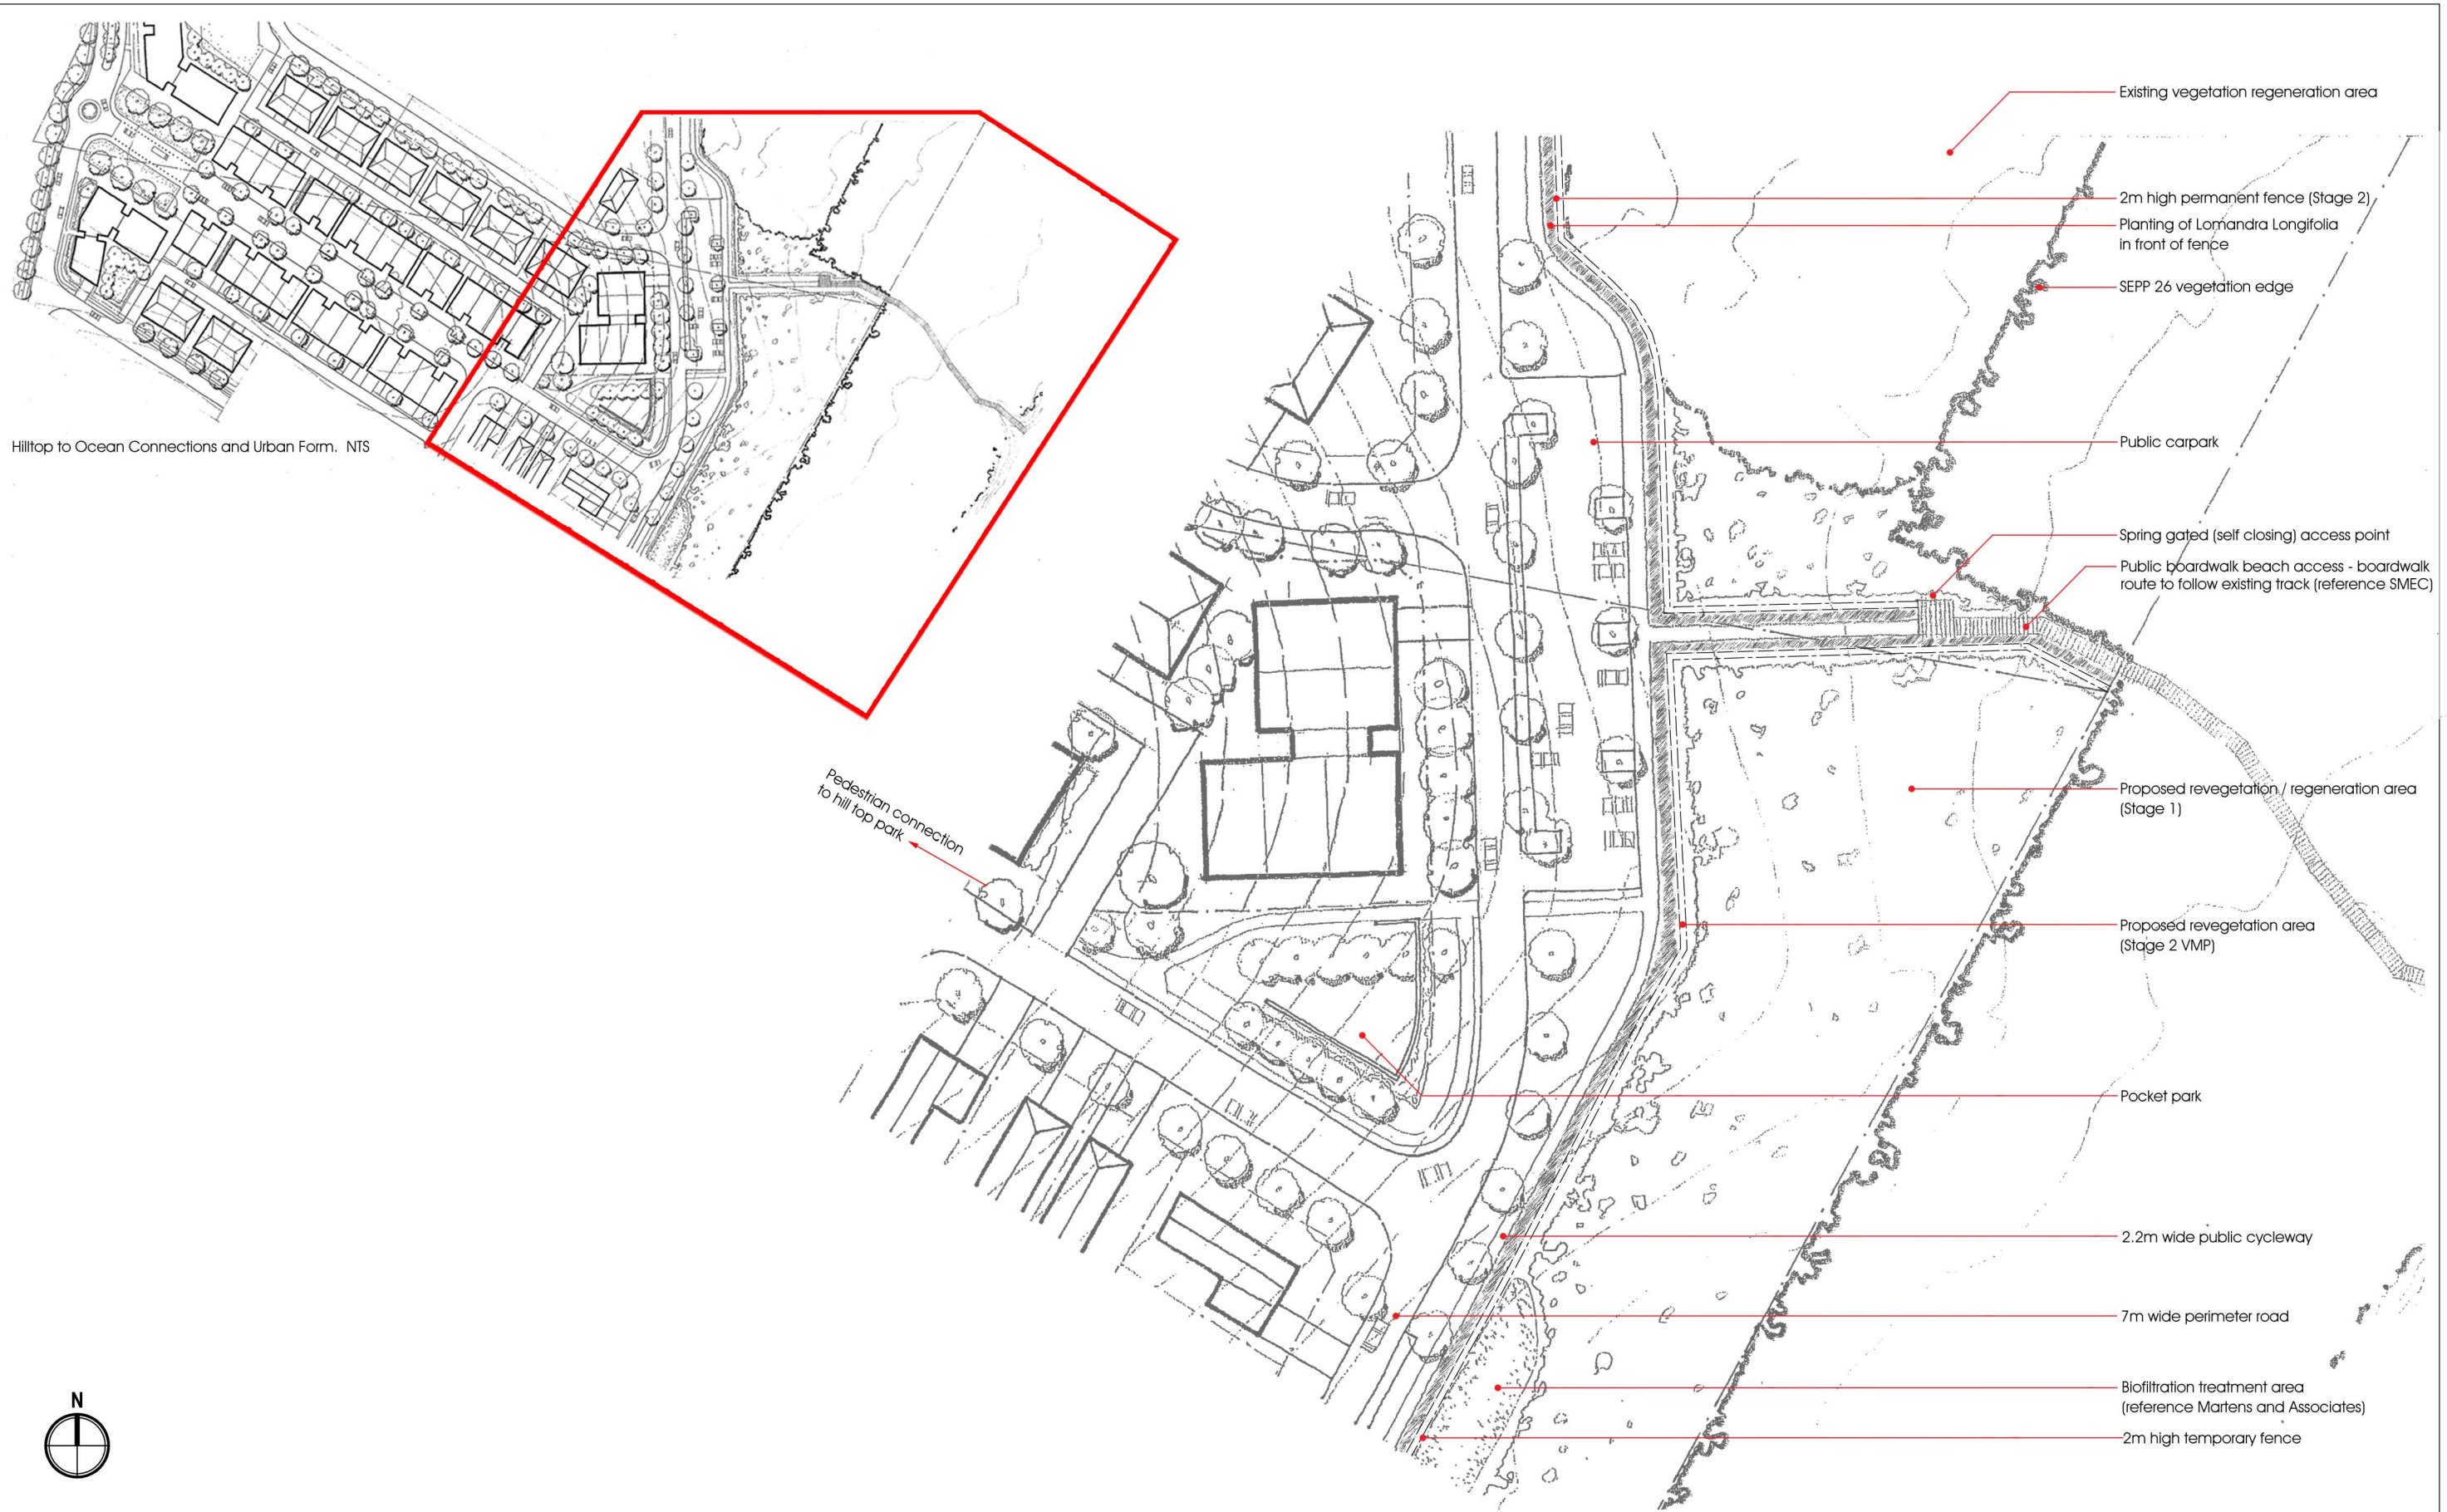 Existing vegetation regeneration area
2m high permanent fence (Stage 2)
Planting of Lomandra Longifolia
in front of fence
SEPP 26 vegetation edge
Hilltop to Ocean Connections and Urban Form.  NTS
Public carpark
Spring gated (self closing) access point
Public boardwalk beach access - boardwalk
route to follow existing track (reference SMEC)
Pedestrian connection
to hill top park
Proposed revegetation / regeneration area
(Stage 1)
Proposed revegetation area
(Stage 2 VMP)
Pocket park
2.2m wide public cycleway
7m wide perimeter road
Biofiltration treatment area
(reference Martens and Associates)
2m high temporary fence
N